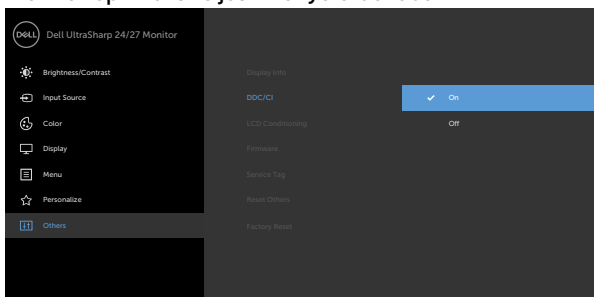 DELL Dell UltraSharp 24/27 Monitor
Brightness/Contrast Display Info
Input Source DDC/CI On
Color LCD Conditioning Off
Display Firmware
Menu Service Tag
Personalize Reset Others
Others Factory Reset